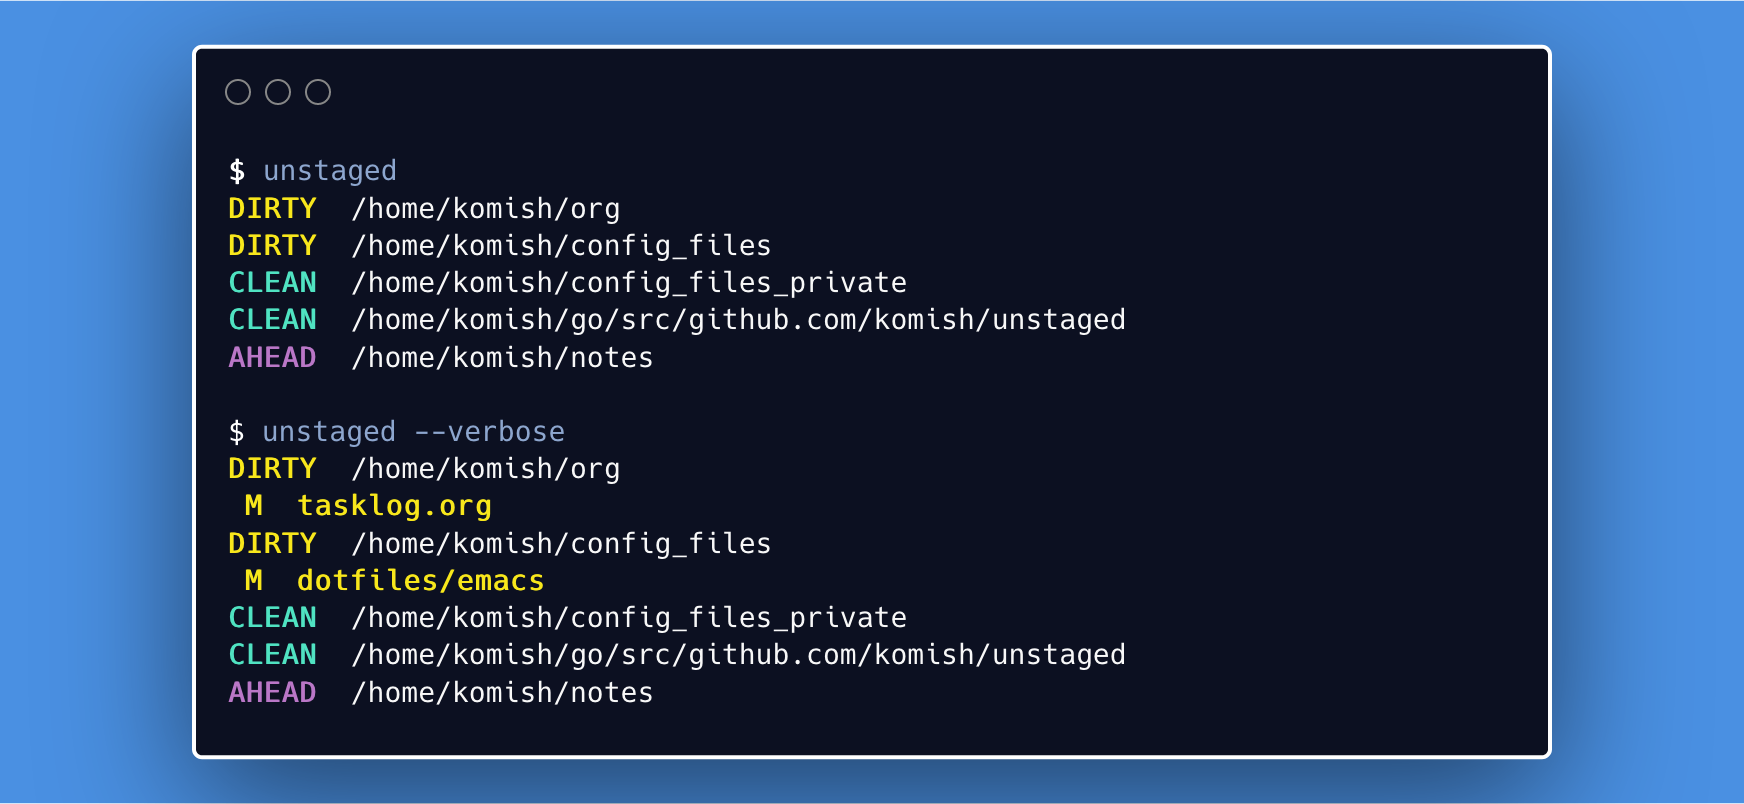 $ unstaged
DIRTY  /home/komish/org
DIRTY  /home/komish/config_files
CLEAN  /home/komish/config_files_private
CLEAN  /home/komish/go/src/github.com/komish/unstaged
AHEAD  /home/komish/notes
$ unstaged --verbose
DIRTY  /home/komish/org
 M  tasklog.org
DIRTY  /home/komish/config_files
 M  dotfiles/emacs
CLEAN  /home/komish/config_files_private
CLEAN  /home/komish/go/src/github.com/komish/unstaged
AHEAD  /home/komish/notes